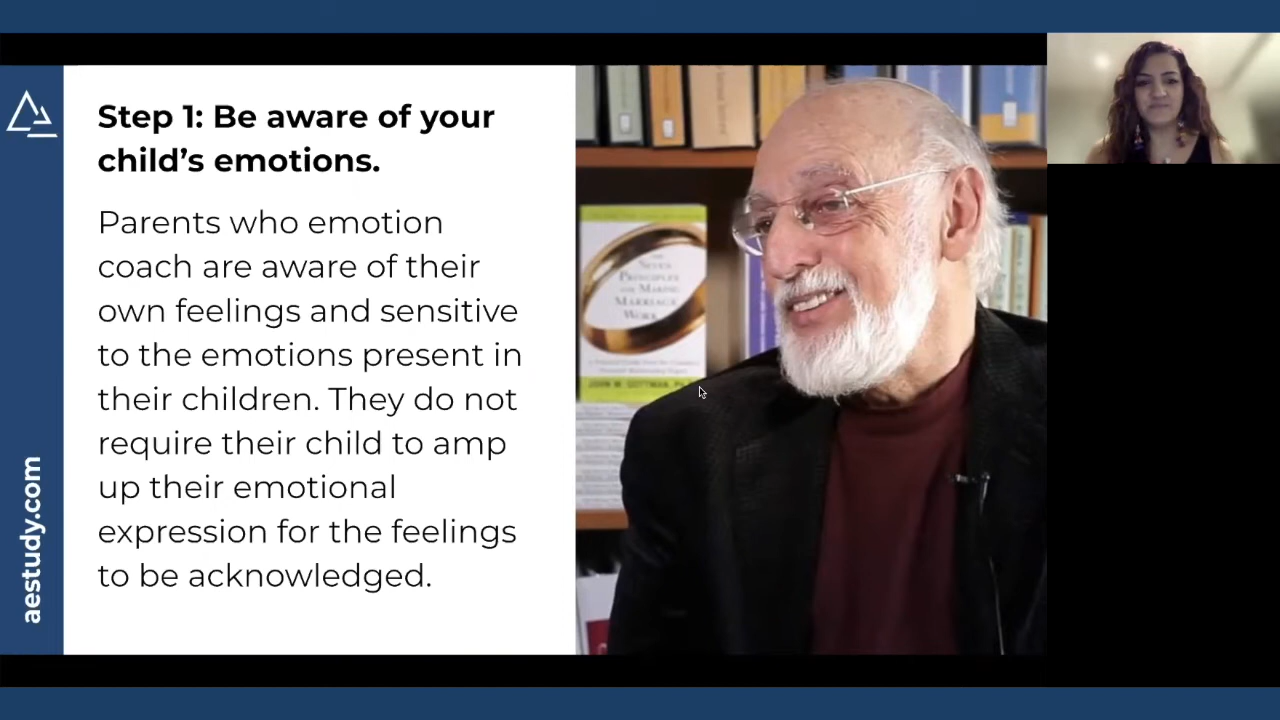 Step 1: Be aware of your
child’s emotions.
Parents who emotion
coach are aware of their
own feelings and sensitive
to the emotions present in
their children. They do not
require their child to amp
up their emotional
expression for the feelings
to be acknowledged.
aestudy.com
Seven
Principles
for Making
Marriage
Work
John M. Gottman,